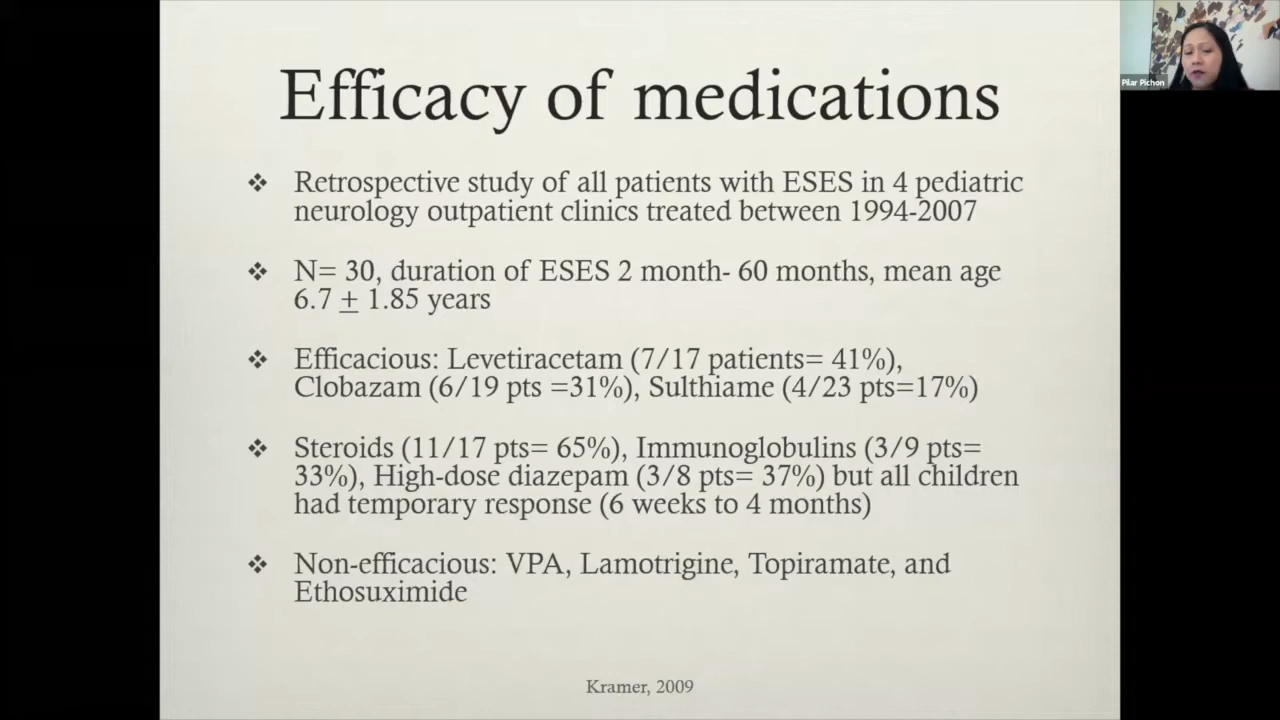 Efficacy of medications
Pilar Pichon
❖ Retrospective study of all patients with ESES in 4 pediatric
neurology outpatient clinics treated between 1994-2007
❖ N= 30, duration of ESES 2 month- 60 months, mean age
6.7 ± 1.85 years
❖ Efficacious: Levetiracetam (7/17 patients= 41%),
Clobazam (6/19 pts =31%), Sulthiame (4/23 pts=17%)
❖ Steroids (11/17 pts= 65%), Immunoglobulins (3/9 pts=
33%), High-dose diazepam (3/8 pts= 37%) but all children
had temporary response (6 weeks to 4 months)
❖ Non-efficacious: VPA, Lamotrigine, Topiramate, and
Ethosuximide
Kramer, 2009